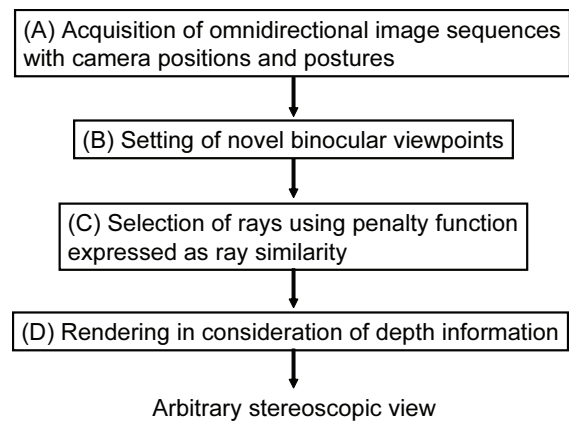 (A) Acquisition of omnidirectional image sequences
with camera positions and postures
(B) Setting of novel binocular viewpoints
(C) Selection of rays using penalty function
expressed as ray similarity
(D) Rendering in consideration of depth information
Arbitrary stereoscopic view